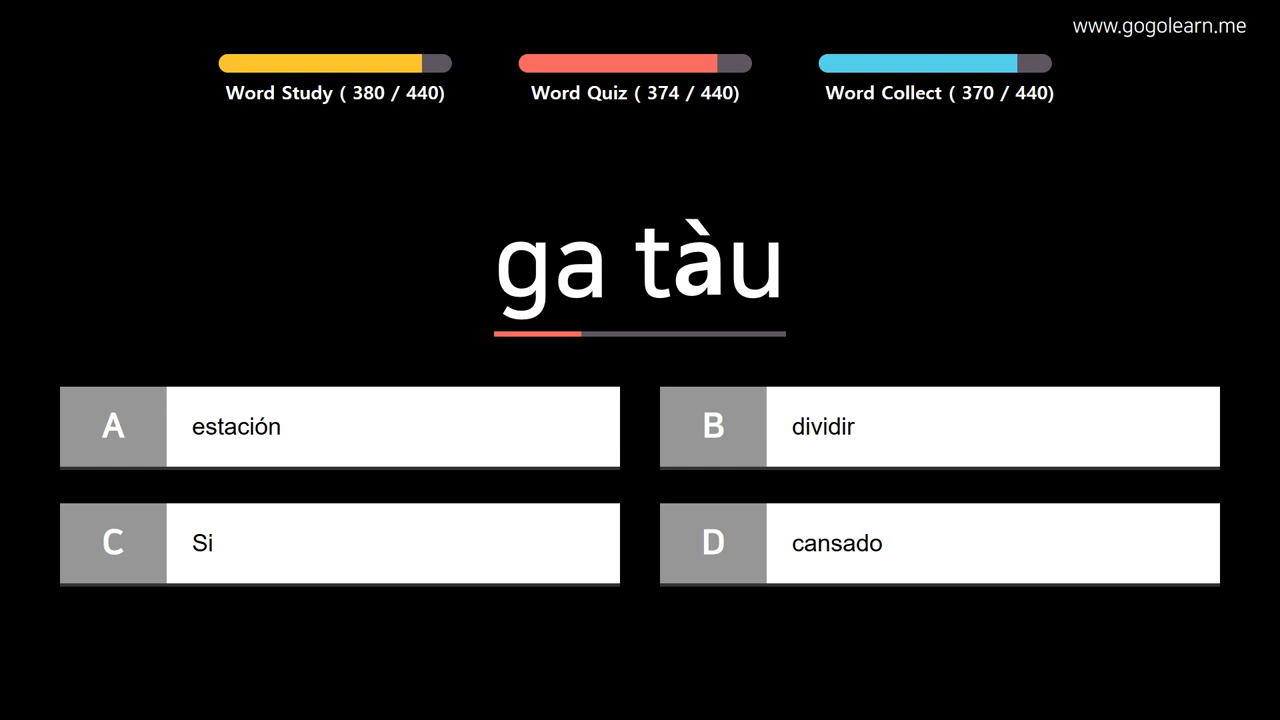 www.gogolearn.me
Word Study ( 380 / 440)
Word Quiz ( 374 / 440)
Word Collect ( 370 / 440)
ga tàu
A estación
B dividir
C Si
D cansado